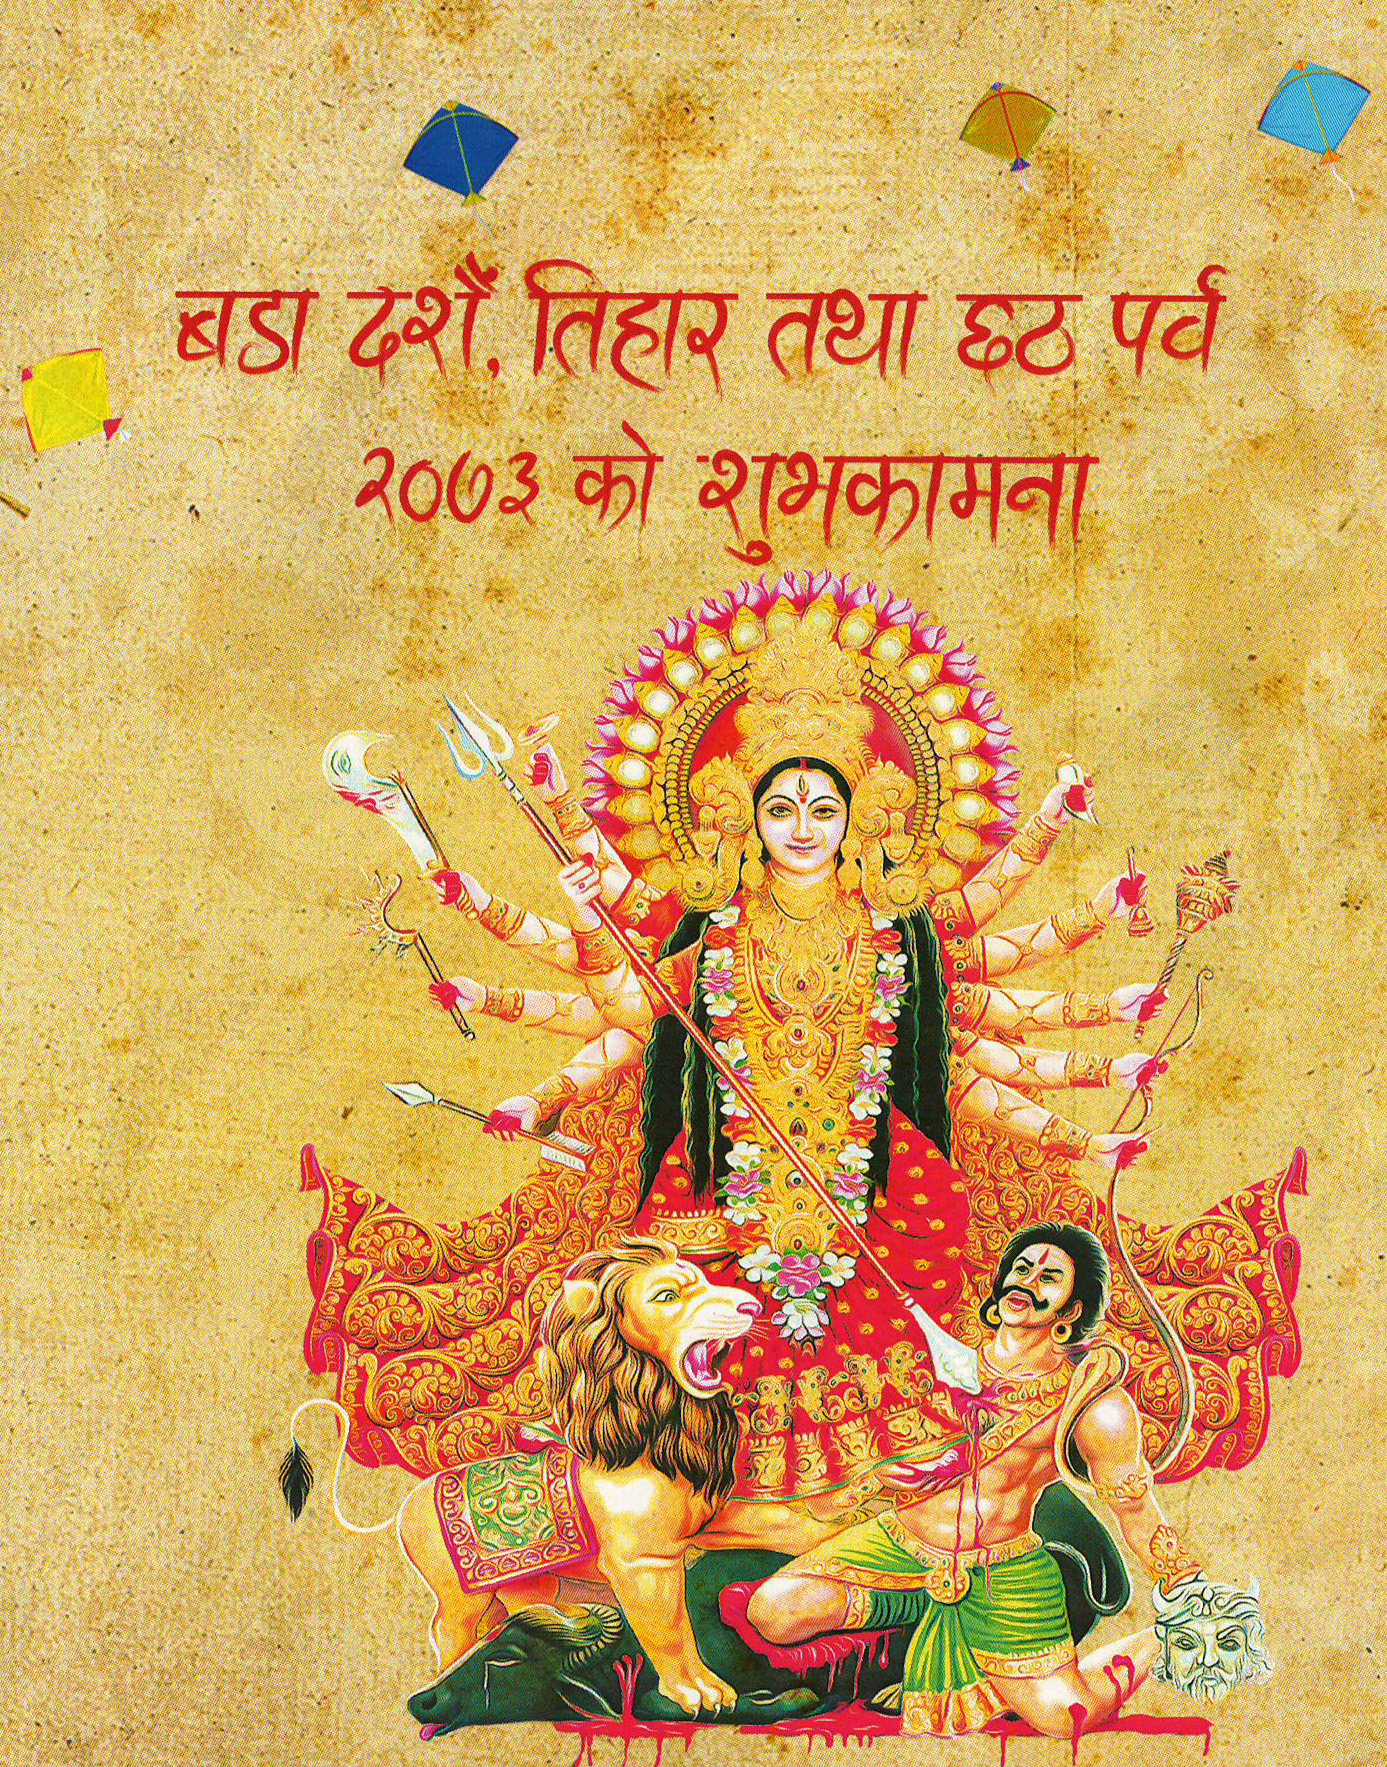 बडा दशैं, तिहार तथा छठ पर्व
२०७३ को शुभकामना